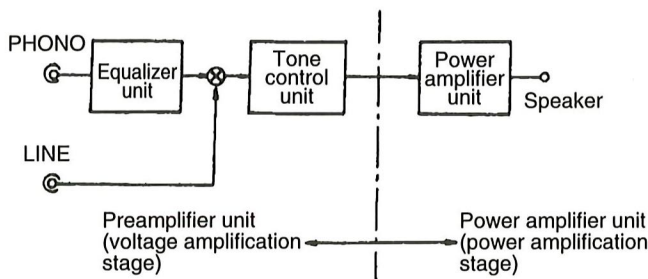 PHONO
Equalizer
unit
Tone
control
unit
Power
amplifier
unit
Speaker
LINE
Preamplifier unit
(voltage amplification
stage)
Power amplifier unit
(power amplification
stage)